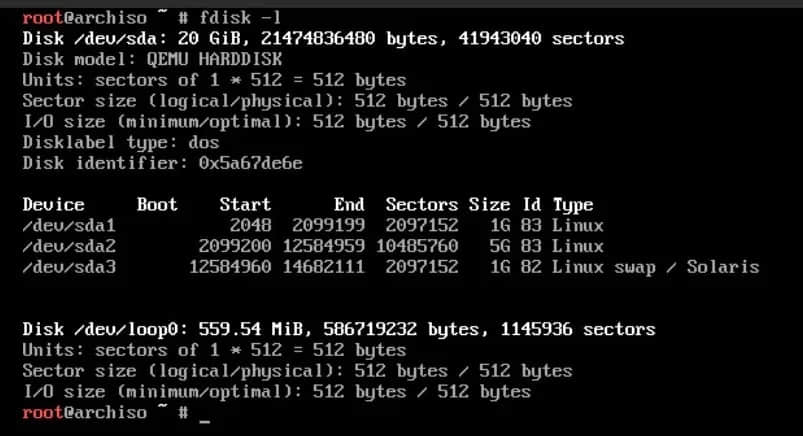 root@archiso ~ # fdisk -l
Disk /dev/sda: 20 GiB, 21474836480 bytes, 41943040 sectors
Disk model: QEMU HARDDISK
Units: sectors of 1 * 512 = 512 bytes
Sector size (logical/physical): 512 bytes / 512 bytes
I/O size (minimum/optimal): 512 bytes / 512 bytes
Disklabel type: dos
Disk identifier: 0x5a67de6e
Device     Boot    Start      End  Sectors Size Id Type
/dev/sda1           2048  2099199  2097152   1G 83 Linux
/dev/sda2        2099200 12584959 10485760   5G 83 Linux
/dev/sda3       12584960 14682111  2097152   1G 82 Linux swap / Solaris
Disk /dev/loop0: 559.54 MiB, 586719232 bytes, 1145936 sectors
Units: sectors of 1 * 512 = 512 bytes
Sector size (logical/physical): 512 bytes / 512 bytes
I/O size (minimum/optimal): 512 bytes / 512 bytes
root@archiso ~ # _